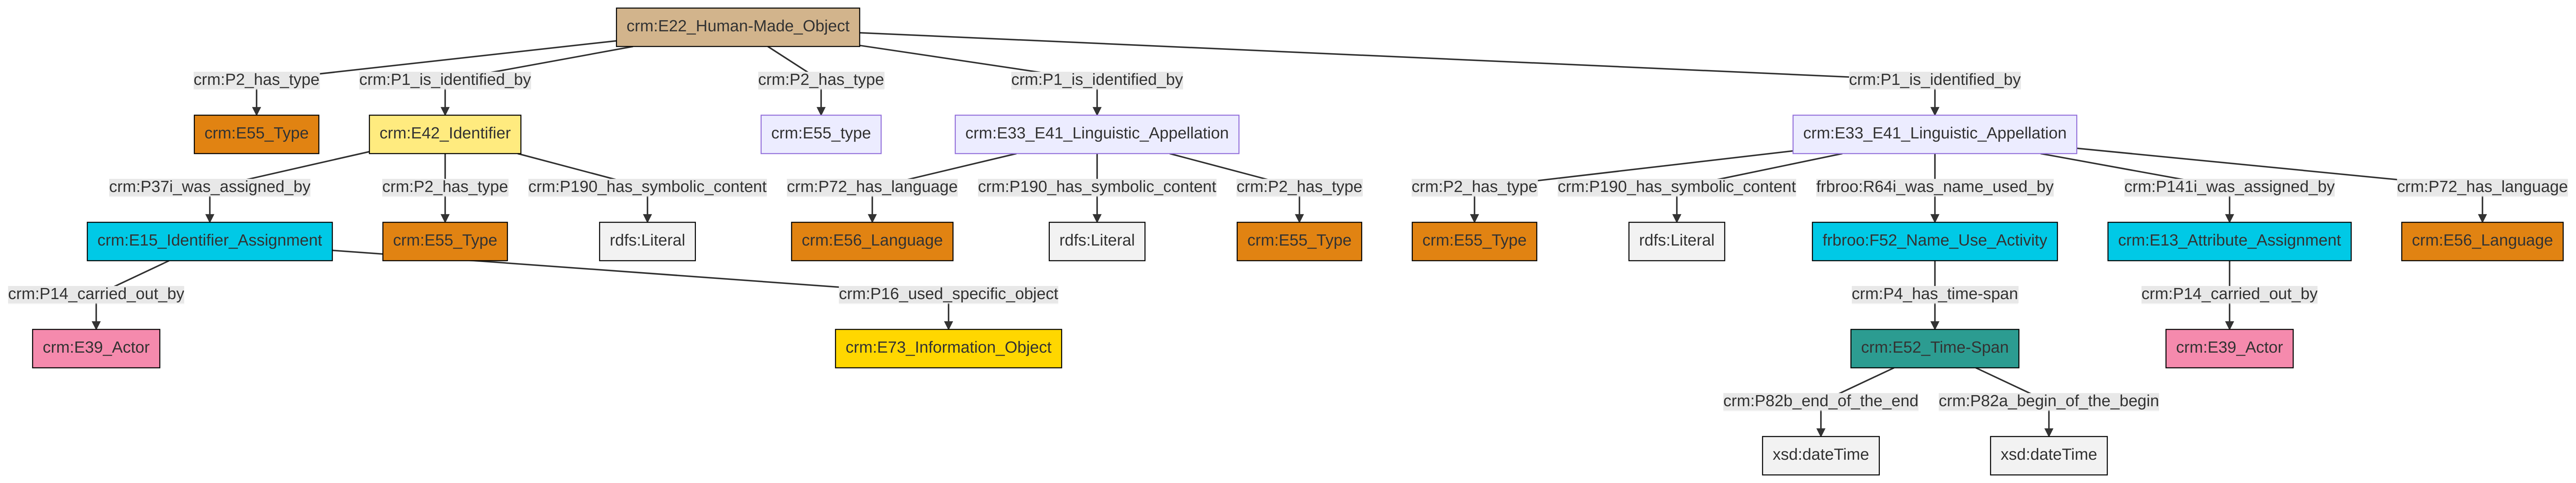 crm:E22_Human-Made_Object
crm:P2_has_type
crm:P1_is_identified_by
crm:P2_has_type
crm:P1_is_identified_by
crm:P1_is_identified_by
crm:E55_Type
crm:E42_Identifier
crm:E55_type
crm:E33_E41_Linguistic_Appellation
crm:E33_E41_Linguistic_Appellation
crm:P37i_was_assigned_by
crm:P2_has_type
crm:P190_has_symbolic_content
crm:P72_has_language
crm:P190_has_symbolic_content
crm:P2_has_type
crm:P2_has_type
crm:P190_has_symbolic_content
frbroo:R64i_was_name_used_by
crm:P141i_was_assigned_by
crm:P72_has_language
crm:E15_Identifier_Assignment
crm:E55_Type
rdfs:Literal
crm:E56_Language
rdfs:Literal
crm:E55_Type
crm:E55_Type
rdfs:Literal
frbroo:F52_Name_Use_Activity
crm:E13_Attribute_Assignment
crm:E56_Language
crm:P14_carried_out_by
crm:P16_used_specific_object
crm:P4_has_time-span
crm:P14_carried_out_by
crm:E39_Actor
crm:E73_Information_Object
crm:E52_Time-Span
crm:E39_Actor
crm:P82b_end_of_the_end
crm:P82a_begin_of_the_begin
xsd:dateTime
xsd:dateTime